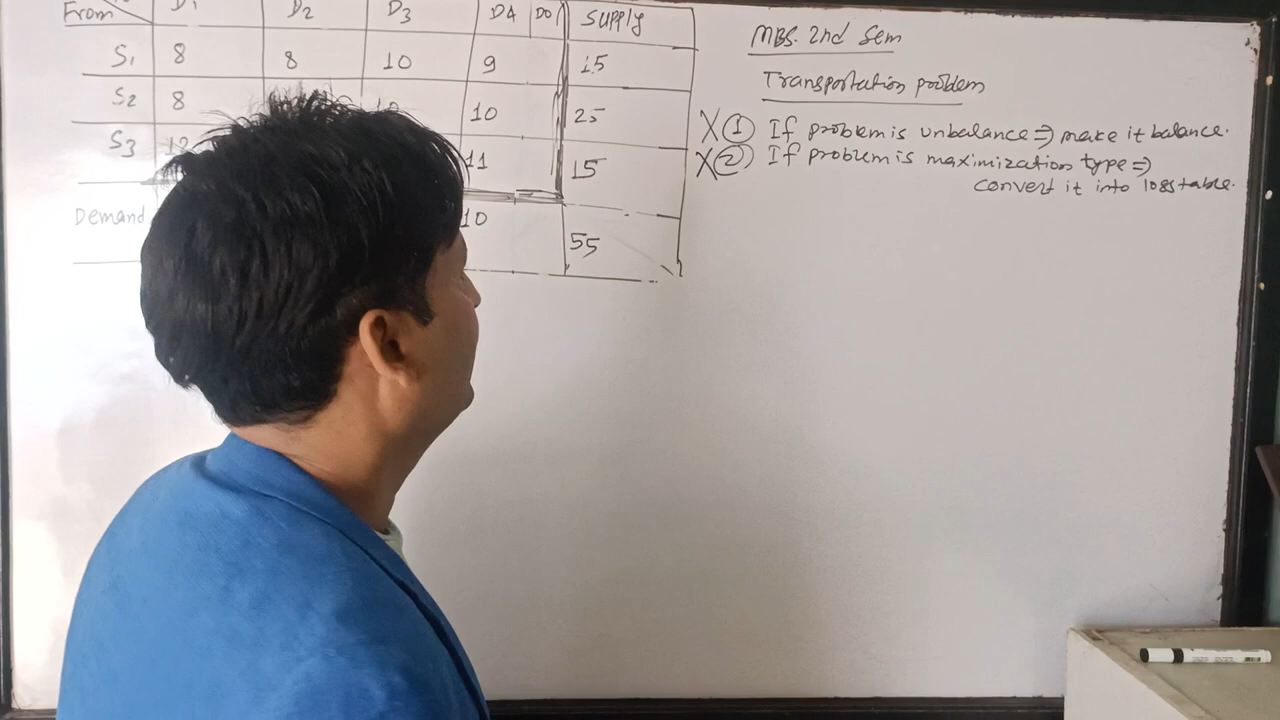 From D1 D2 D3 D4 D01 Supply
S1 8 8 10 9 15
S2 8 10 25
S3 12 11 15
Demand 10 55
MBS. 2nd Sem
Transportation problem
X ① If problem is unbalance ⇒ make it balance.
X ② If problem is maximization type ⇒
convert it into loss table.